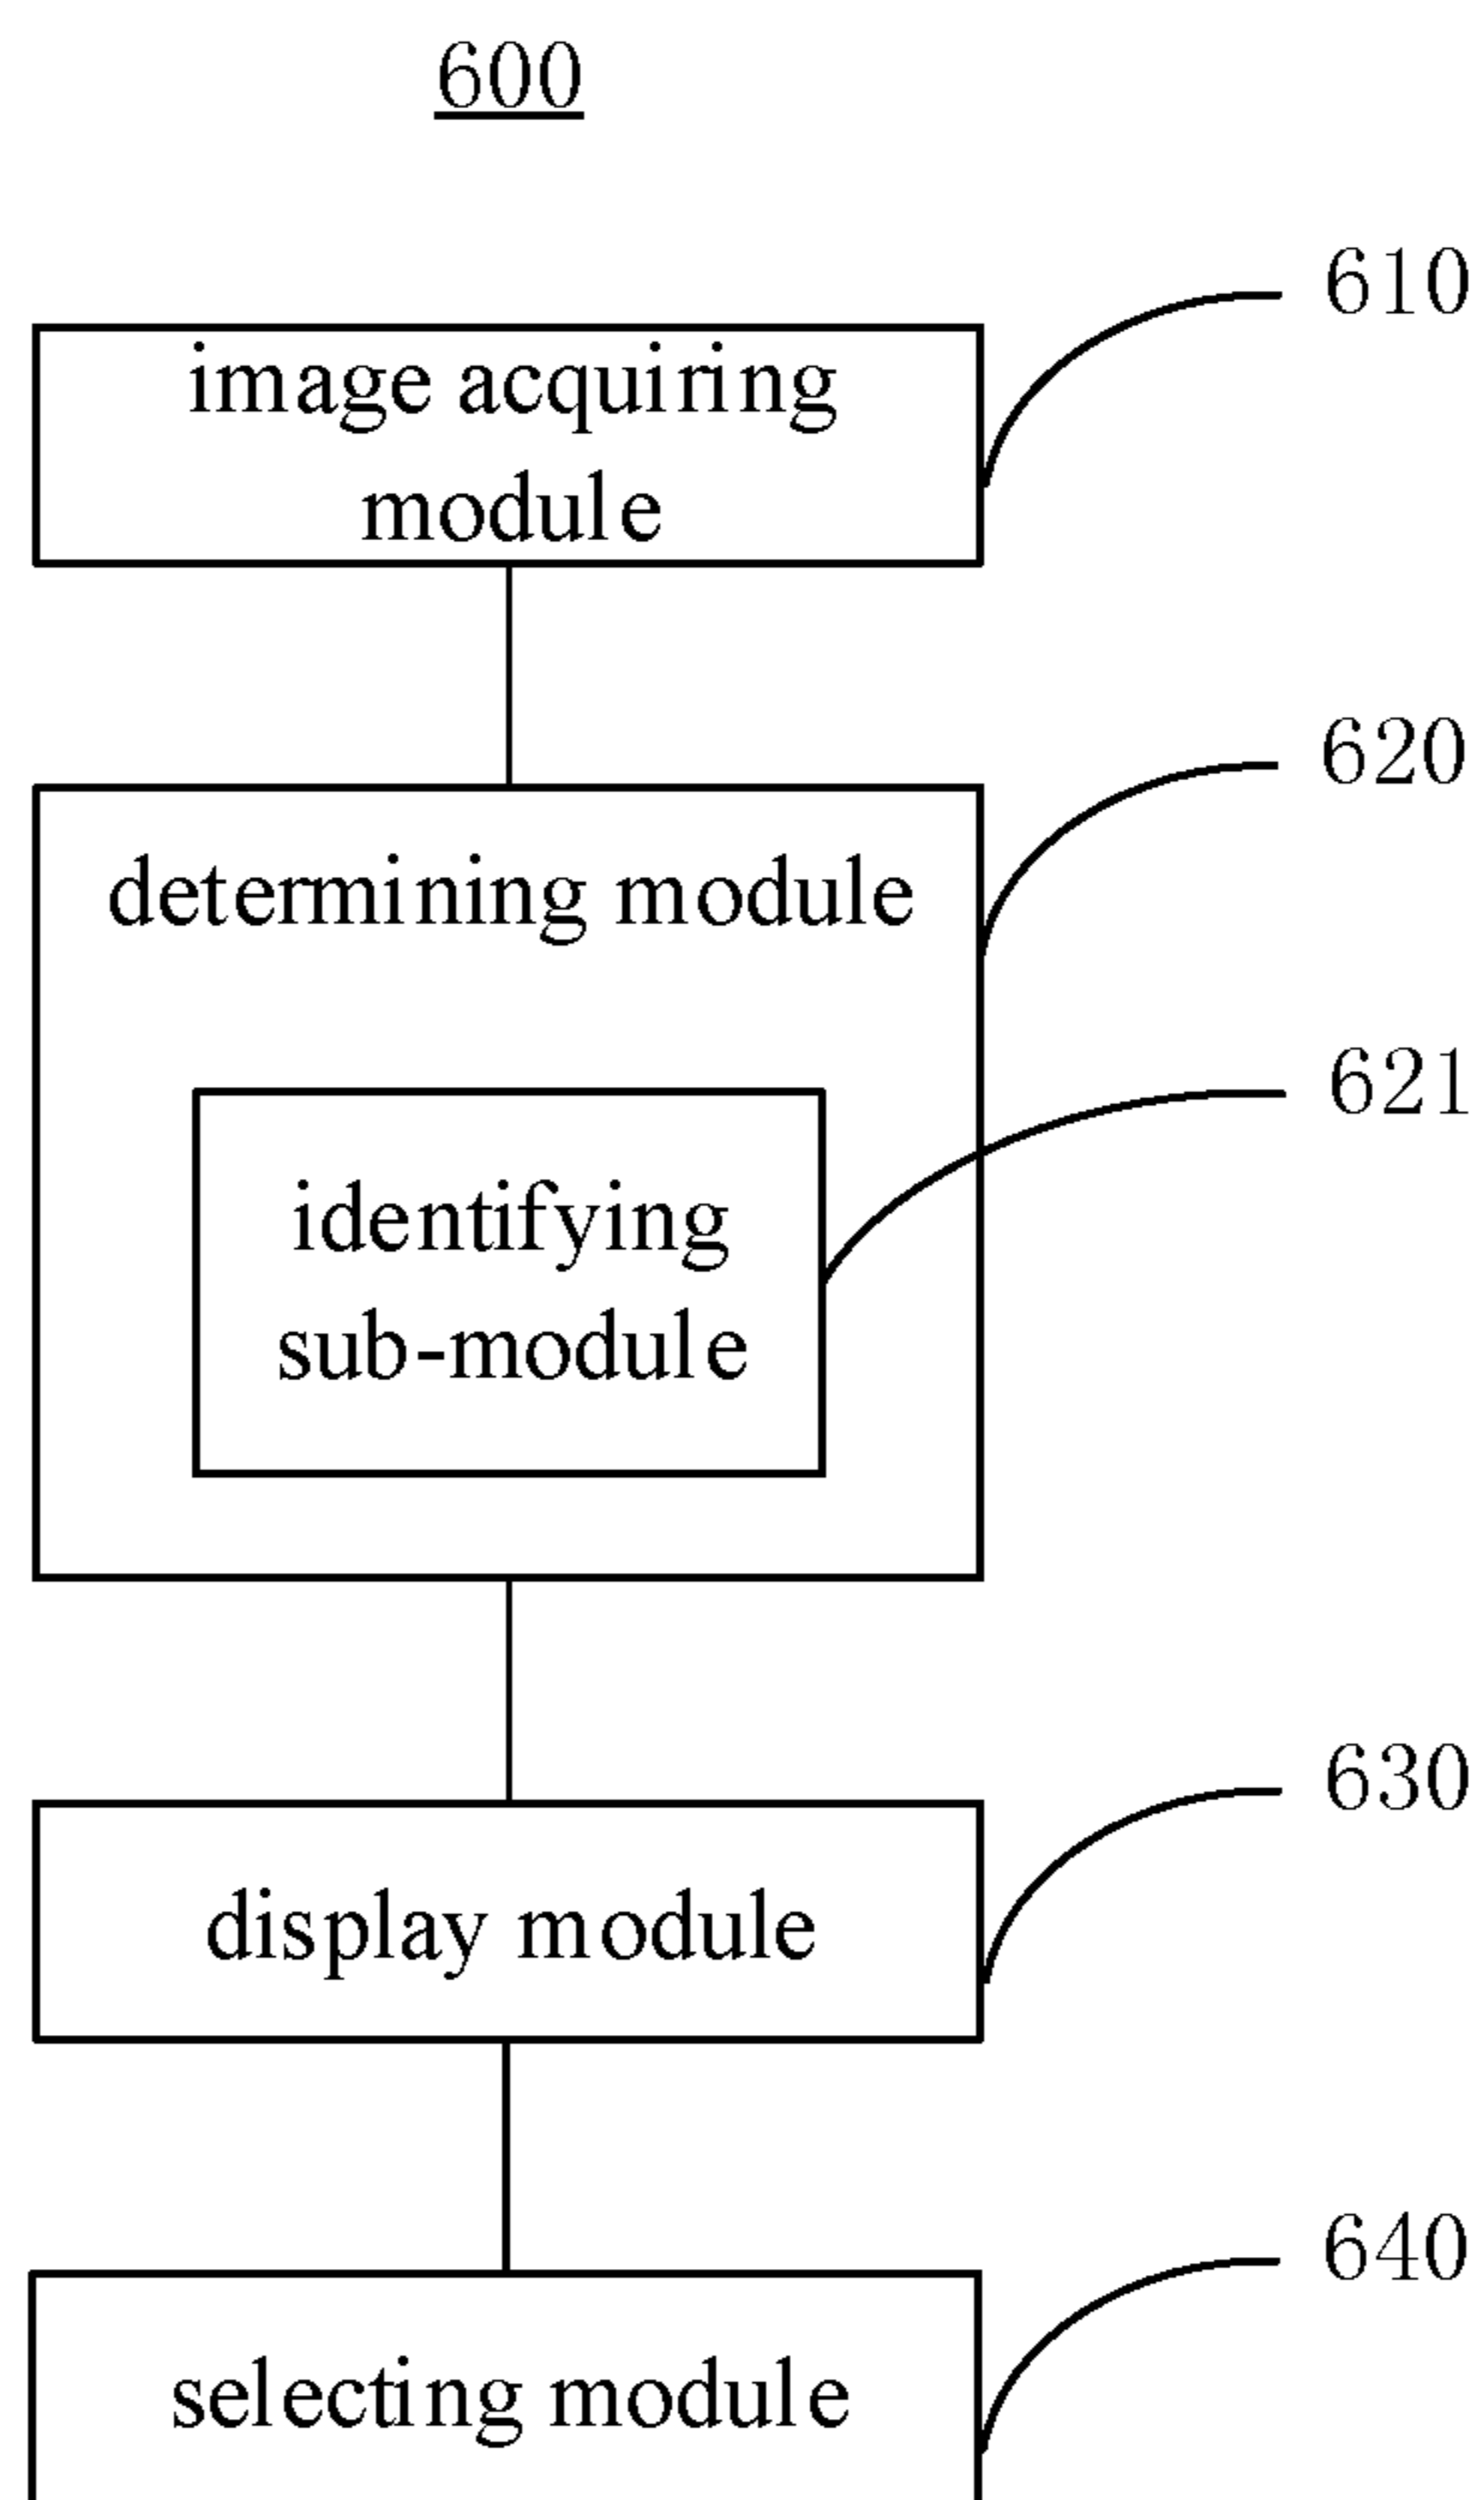 600
610
image acquiring
module
620
determining module
621
identifying
sub-module
630
display module
640
selecting module